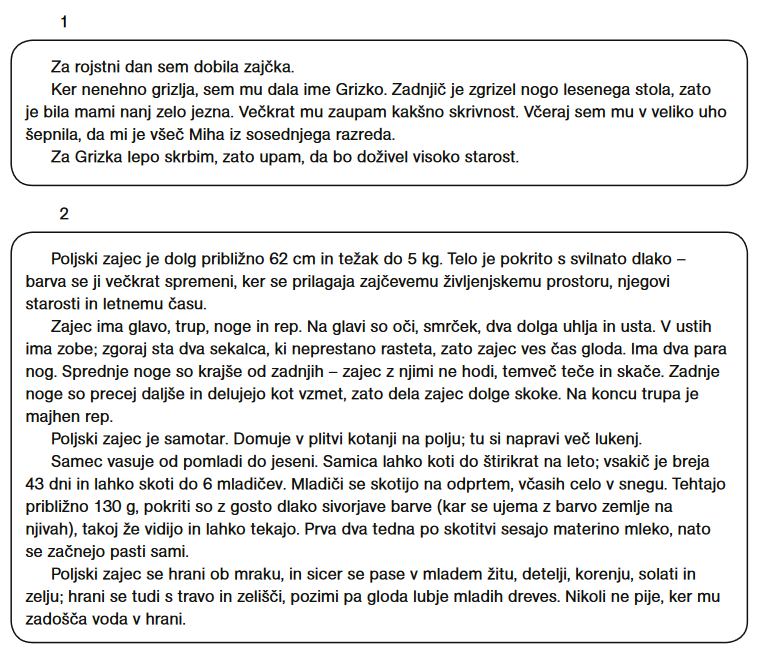 1
Za rojstni dan sem dobila zajčka.
Ker nenehno grizlja, sem mu dala ime Grizko. Zadnjič je zgrizel nogo lesenega stola, zato
je bila mami nanj zelo jezna. Večkrat mu zaupam kakšno skrivnost. Včeraj sem mu v veliko uho
šepnila, da mi je všeč Miha iz sosednjega razreda.
Za Grizka lepo skrbim, zato upam, da bo doživel visoko starost.
2
Poljski zajec je dolg približno 62 cm in težak do 5 kg. Telo je pokrito s svilnato dlako –
barva se ji večkrat spremeni, ker se prilagaja zajčevemu življenjskemu prostoru, njegovi
starosti in letnemu času.
Zajec ima glavo, trup, noge in rep. Na glavi so oči, smrček, dva dolga uhlja in usta. V ustih
ima zobe; zgoraj sta dva sekalca, ki neprestano rasteta, zato zajec ves čas gloda. Ima dva para
nog. Sprednje noge so krajše od zadnjih – zajec z njimi ne hodi, temveč teče in skače. Zadnje
noge so precej daljše in delujejo kot vzmet, zato dela zajec dolge skoke. Na koncu trupa je
majhen rep.
Poljski zajec je samotar. Domuje v plitvi kotanji na polju; tu si napravi več lukenj.
Samec vasuje od pomladi do jeseni. Samica lahko koti do štirikrat na leto; vsakič je breja
43 dni in lahko skoti do 6 mladičev. Mladiči se skotijo na odprtem, včasih celo v snegu. Tehtajo
približno 130 g, pokriti so z gosto dlako sivorjave barve (kar se ujema z barvo zemlje na
njivah), takoj že vidijo in lahko tekajo. Prva dva tedna po skotitvi sesajo materino mleko, nato
se začnejo pasti sami.
Poljski zajec se hrani ob mraku, in sicer se pase v mladem žitu, detelji, korenju, solati in
zelju; hrani se tudi s travo in zelišči, pozimi pa gloda lubje mladih dreves. Nikoli ne pije, ker mu
zadošča voda v hrani.